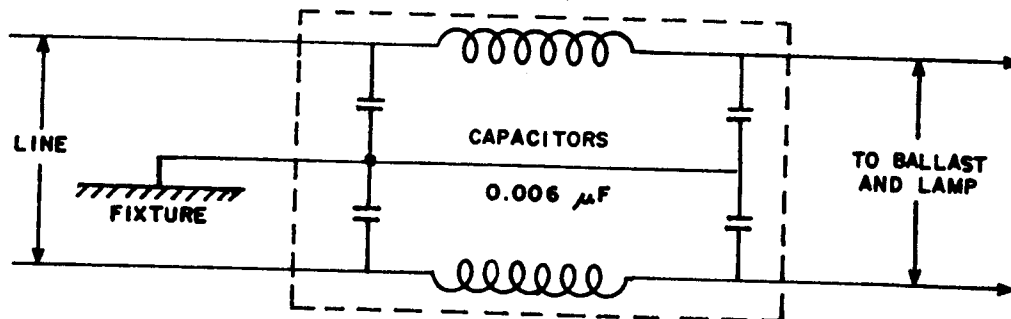 LINE
FIXTURE
CAPACITORS
0.006 μF
TO BALLAST
AND LAMP